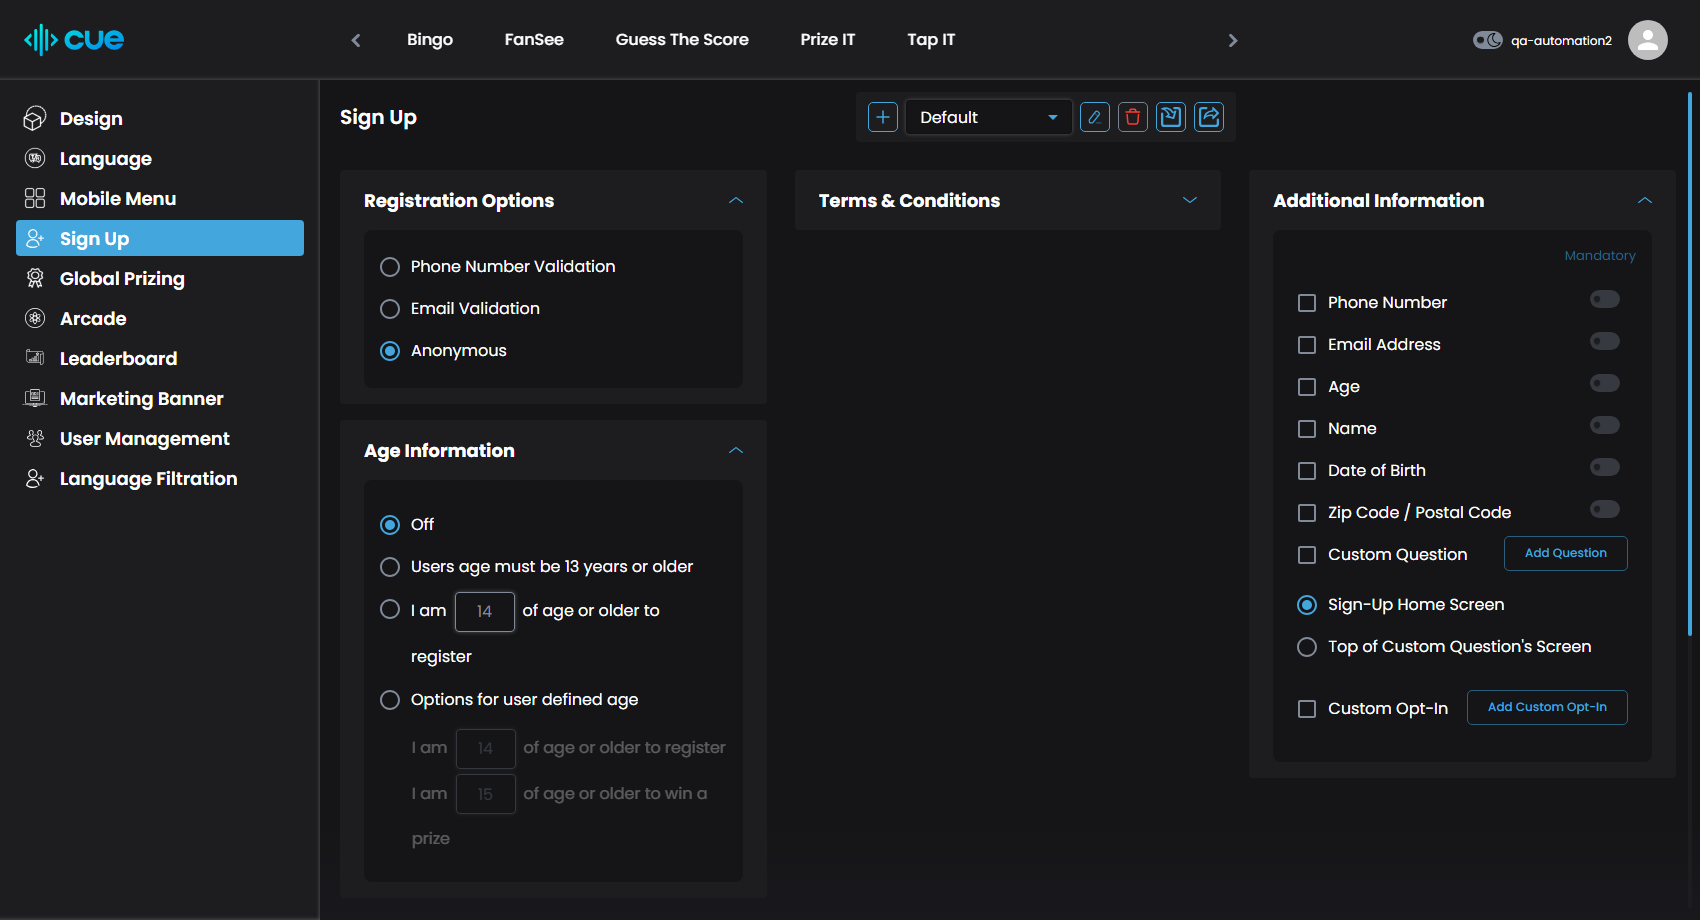 cue
Bingo FanSee Guess The Score Prize IT Tap IT
qa-automation2
Design
Language
Mobile Menu
Sign Up
Global Prizing
Arcade
Leaderboard
Marketing Banner
User Management
Language Filtration
Sign Up
Default
Registration Options
Phone Number Validation
Email Validation
Anonymous
Age Information
Off
Users age must be 13 years or older
I am 14 of age or older to
register
Options for user defined age
I am 14 of age or older to register
I am 15 of age or older to win a
prize
Terms & Conditions
Additional Information
Mandatory
Phone Number
Email Address
Age
Name
Date of Birth
Zip Code / Postal Code
Custom Question Add Question
Sign-Up Home Screen
Top of Custom Question's Screen
Custom Opt-In Add Custom Opt-In